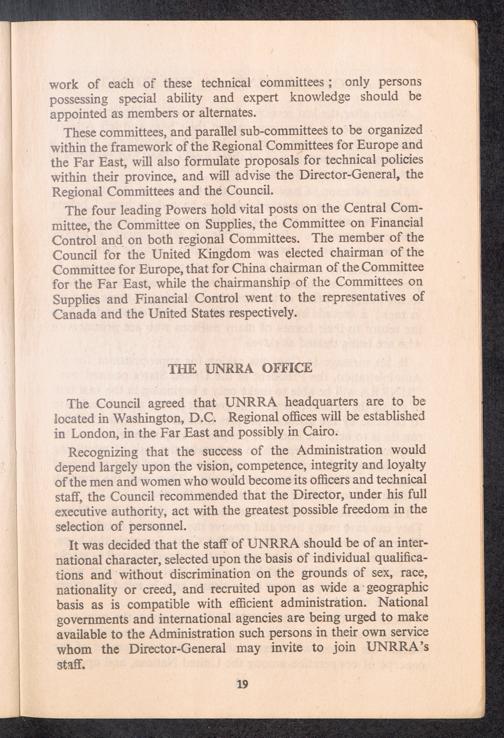 work of each of these technical committees ; only persons
possessing special ability and expert knowledge should be
appointed as members or alternates.
These committees, and parallel sub-committees to be organized
within the framework of the Regional Committees for Europe and
the Far East, will also formulate proposals for technical policies
within their province, and will advise the Director-General, the
Regional Committees and the Council.
The four leading Powers hold vital posts on the Central Com-
mittee, the Committee on Supplies, the Committee on Financial
Control and on both regional Committees. The member of the
Council for the United Kingdom was elected chairman of the
Committee for Europe, that for China chairman of the Committee
for the Far East, while the chairmanship of the Committees on
Supplies and Financial Control went to the representatives of
Canada and the United States respectively.
THE UNRRA OFFICE
The Council agreed that UNRRA headquarters are to be
located in Washington, D.C. Regional offices will be established
in London, in the Far East and possibly in Cairo.
Recognizing that the success of the Administration would
depend largely upon the vision, competence, integrity and loyalty
of the men and women who would become its officers and technical
staff, the Council recommended that the Director, under his full
executive authority, act with the greatest possible freedom in the
selection of personnel.
It was decided that the staff of UNRRA should be of an inter-
national character, selected upon the basis of individual qualifica-
tions and without discrimination on the grounds of sex, race,
nationality or creed, and recruited upon as wide a geographic
basis as is compatible with efficient administration. National
governments and international agencies are being urged to make
available to the Administration such persons in their own service
whom the Director-General may invite to join UNRRA's
staff.
19